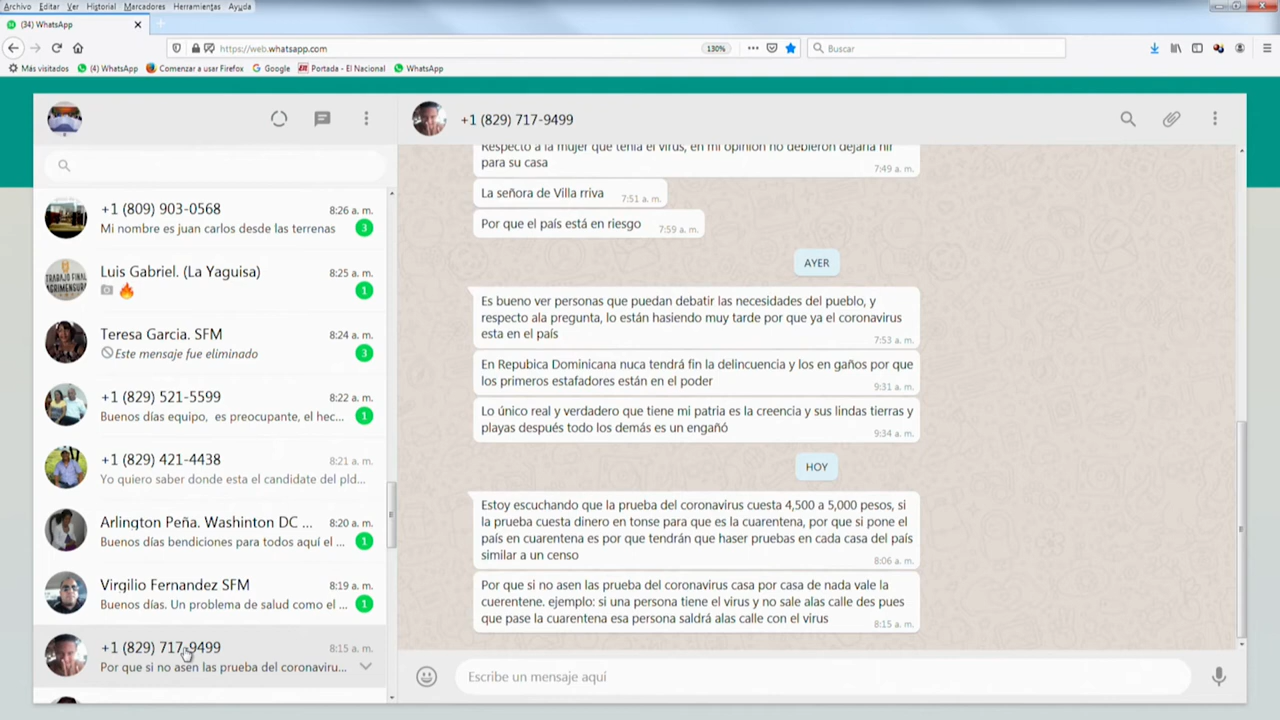 Archivo Editar Ver Historial Marcadores Herramientas Ayuda
(34) WhatsApp
https://web.whatsapp.com
130%
Buscar
Más visitados
(4) WhatsApp
Comenzar a usar Firefox
Google
Portada - El Nacional
WhatsApp
+1 (809) 903-0568
8:26 a. m.
Mi nombre es juan carlos desde las terrenas
3
Luis Gabriel. (La Yaguisa)
8:25 a. m.
1
Teresa Garcia. SFM
8:24 a. m.
Este mensaje fue eliminado
3
+1 (829) 521-5599
8:22 a. m.
Buenos días equipo, es preocupante, el hec...
1
+1 (829) 421-4438
8:21 a. m.
Yo quiero saber donde esta el candidate del pld...
Arlington Peña. Washinton DC ...
8:20 a. m.
Buenos días bendiciones para todos aquí el ...
1
Virgilio Fernandez SFM
8:19 a. m.
Buenos días. Un problema de salud como el ...
1
+1 (829) 717-9499
8:15 a. m.
Por que si no asen las prueba del coronaviru...
+1 (829) 717-9499
Respecto a la mujer que tenía el virus, en mi opinión no debieron dejarla hir
para su casa
7:49 a. m.
La señora de Villa rriva
7:51 a. m.
Por que el país está en riesgo
7:59 a. m.
AYER
Es bueno ver personas que puedan debatir las necesidades del pueblo, y
respecto ala pregunta, lo están hasiendo muy tarde por que ya el coronavirus
esta en el país
7:53 a. m.
En Repubica Dominicana nuca tendrá fin la delincuencia y los en gaños por que
los primeros estafadores están en el poder
9:31 a. m.
Lo único real y verdadero que tiene mi patria es la creencia y sus lindas tierras y
playas después todo los demás es un engañó
9:34 a. m.
HOY
Estoy escuchando que la prueba del coronavirus cuesta 4,500 a 5,000 pesos, si
la prueba cuesta dinero en tonse para que es la cuarentena, por que si pone el
país en cuarentena es por que tendrán que haser pruebas en cada casa del país
similar a un censo
8:06 a. m.
Por que si no asen las prueba del coronavirus casa por casa de nada vale la
cuerentene. ejemplo: si una persona tiene el virus y no sale alas calle des pues
que pase la cuarentena esa persona saldrá alas calle con el virus
8:15 a. m.
Escribe un mensaje aquí